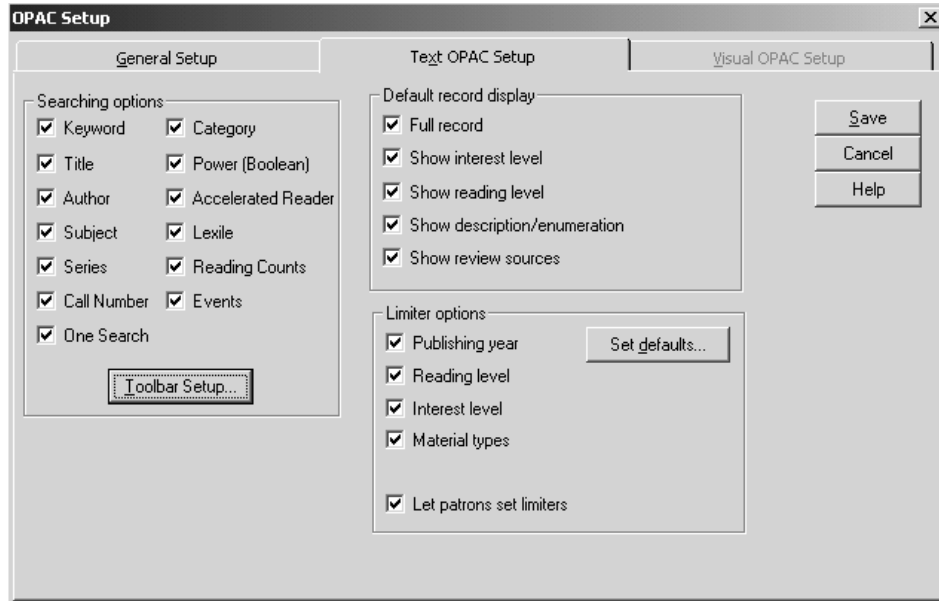 OPAC Setup
General Setup
Text OPAC Setup
Visual OPAC Setup
Searching options
Keyword
Category
Title
Power (Boolean)
Author
Accelerated Reader
Subject
Lexile
Series
Reading Counts
Call Number
Events
One Search
Toolbar Setup...
Default record display
Full record
Show interest level
Show reading level
Show description/enumeration
Show review sources
Limiter options
Publishing year
Set defaults...
Reading level
Interest level
Material types
Let patrons set limiters
Save
Cancel
Help